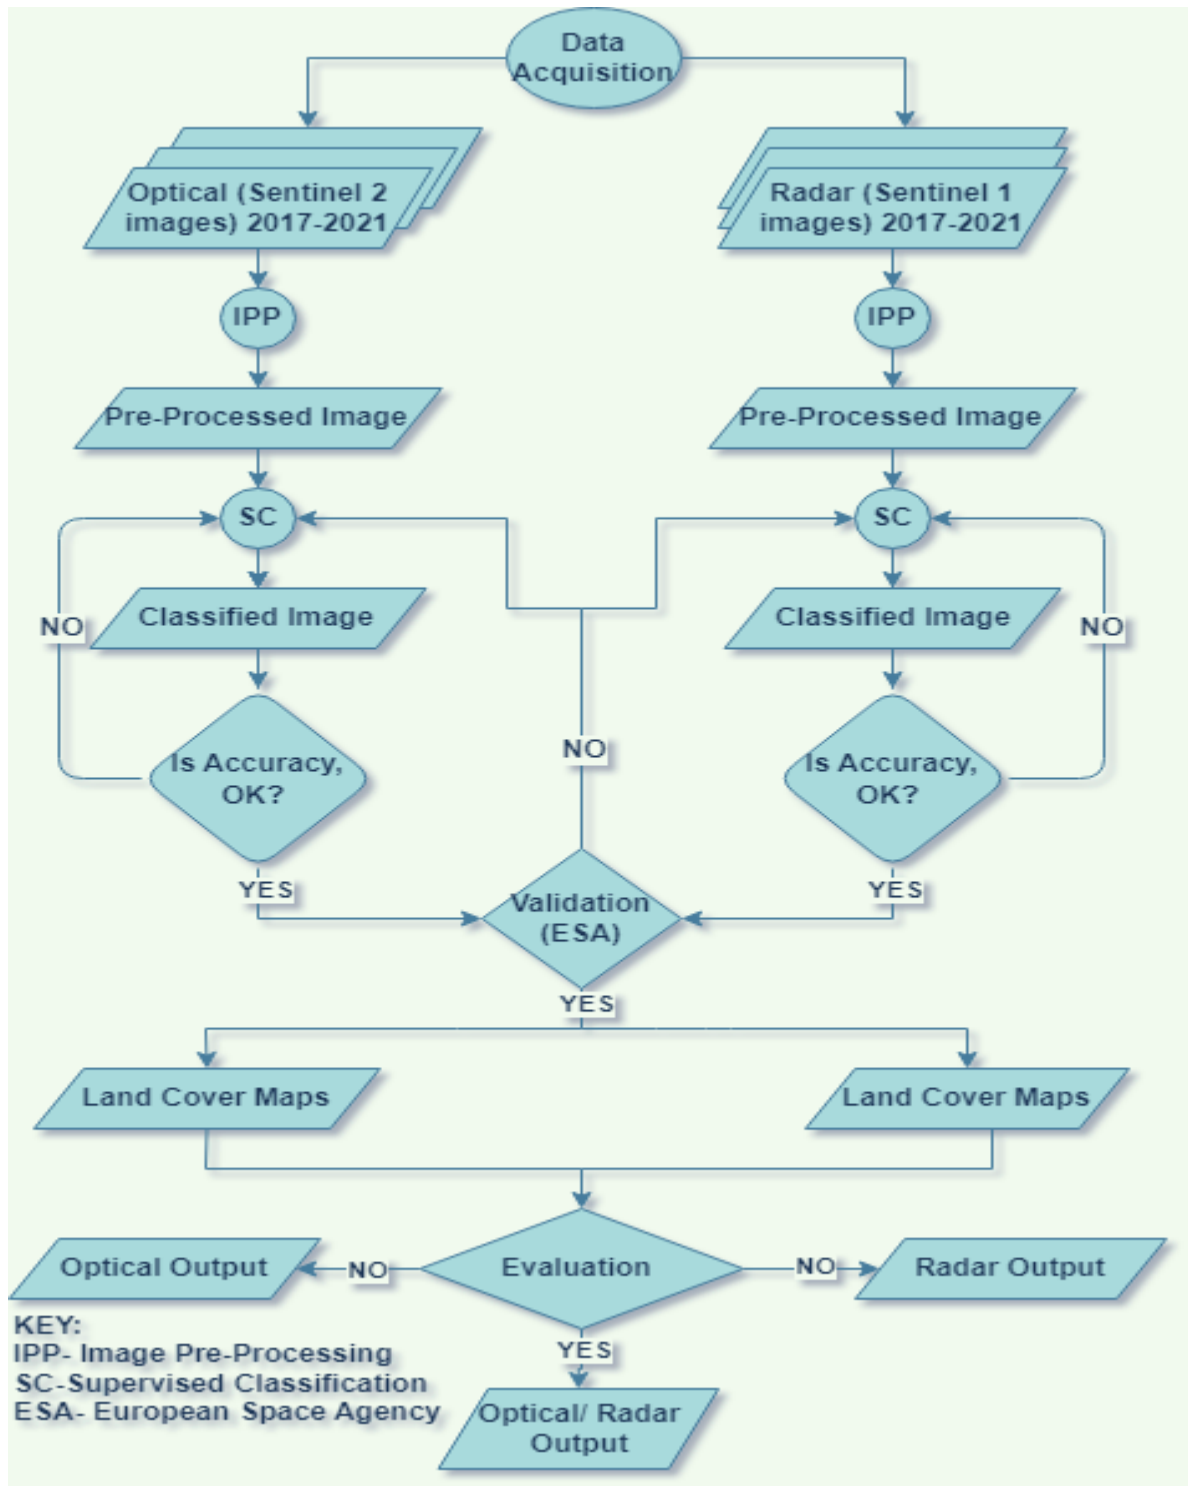 Data
Acquisition
Optical (Sentinel 2
images) 2017-2021
Radar (Sentinel 1
images) 2017-2021
IPP
IPP
Pre-Processed Image
Pre-Processed Image
SC
SC
Classified Image
Classified Image
NO
NO
Is Accuracy,
OK?
NO
Is Accuracy,
OK?
YES
YES
Validation
(ESA)
YES
Land Cover Maps
Land Cover Maps
Optical Output
NO
Evaluation
NO
Radar Output
YES
Optical/ Radar
Output
KEY:
IPP- Image Pre-Processing
SC-Supervised Classification
ESA- European Space Agency